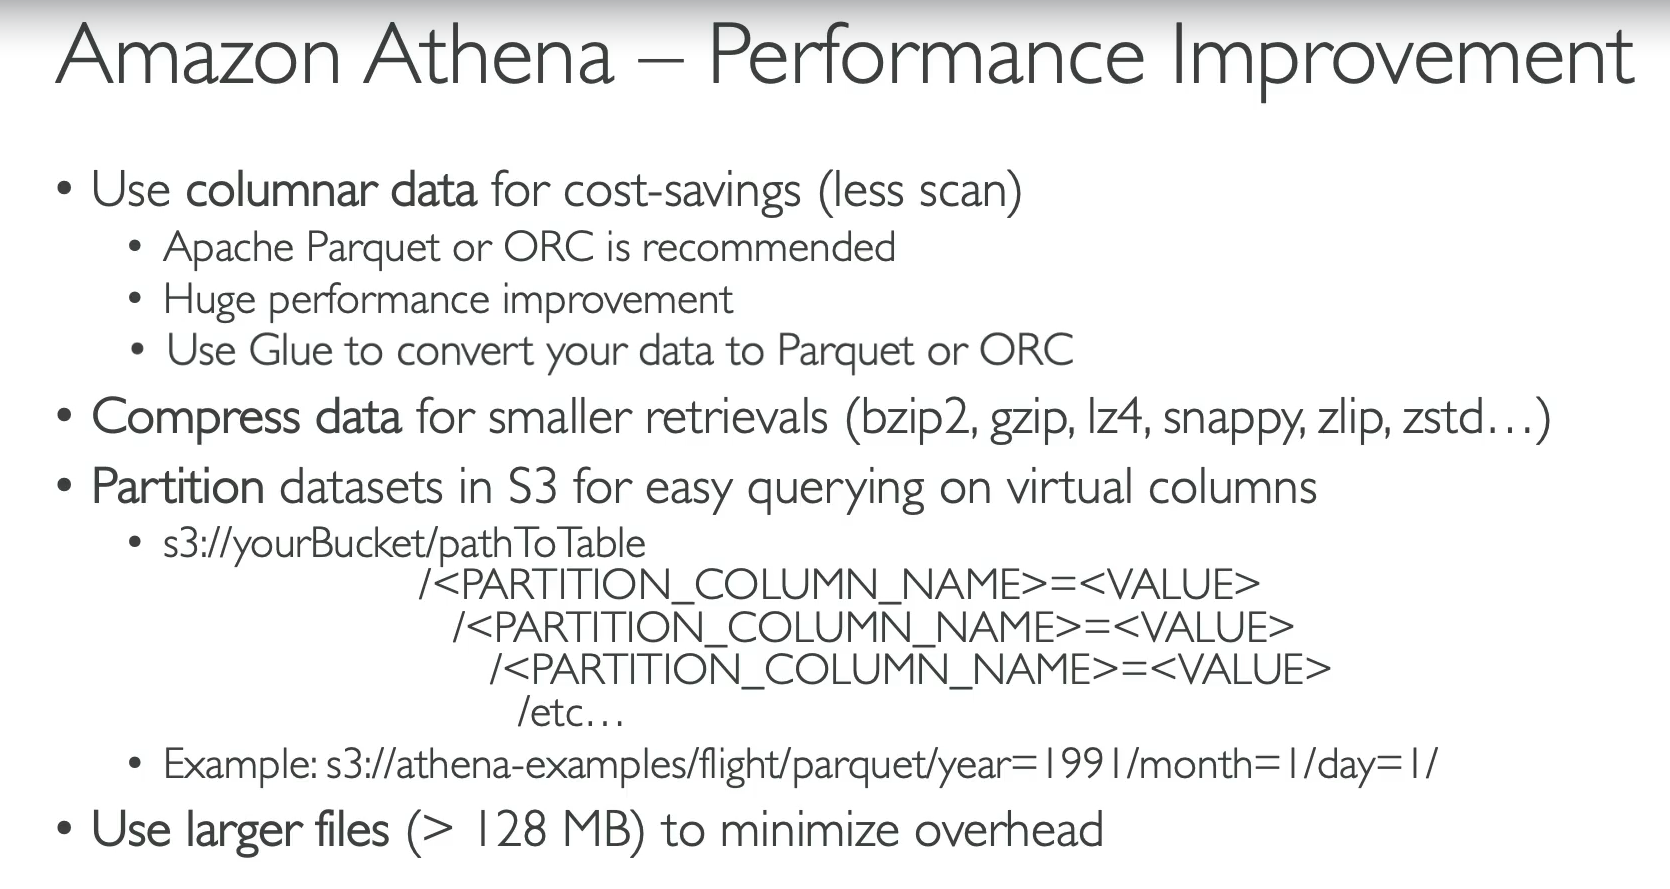 Amazon Athena – Performance Improvement
• Use columnar data for cost-savings (less scan)
• Apache Parquet or ORC is recommended
• Huge performance improvement
• Use Glue to convert your data to Parquet or ORC
• Compress data for smaller retrievals (bzip2, gzip, lz4, snappy, zlip, zstd…)
• Partition datasets in S3 for easy querying on virtual columns
• s3://yourBucket/pathToTable
/<PARTITION_COLUMN_NAME>=<VALUE>
/<PARTITION_COLUMN_NAME>=<VALUE>
/<PARTITION_COLUMN_NAME>=<VALUE>
/etc…
• Example: s3://athena-examples/flight/parquet/year=1991/month=1/day=1/
• Use larger files (> 128 MB) to minimize overhead